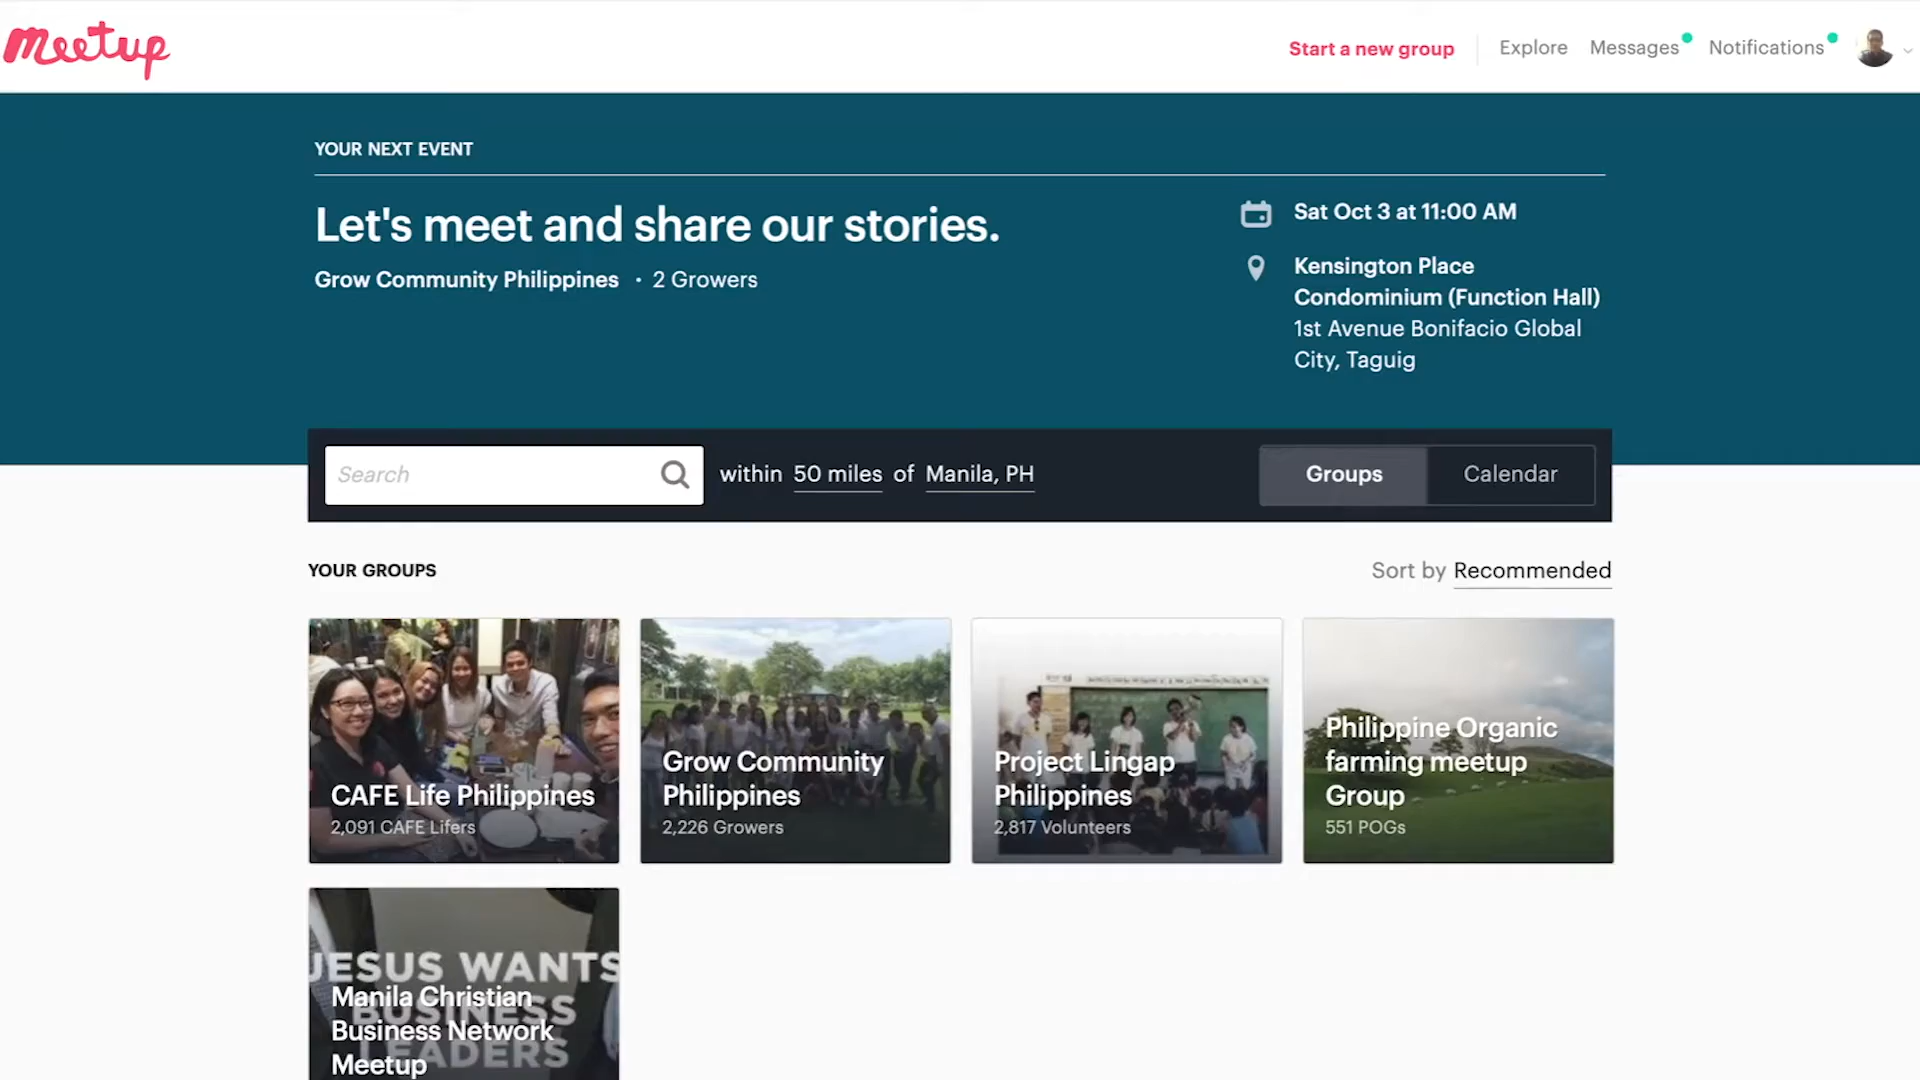 Meetup
Start a new group
Explore
Messages
Notifications
YOUR NEXT EVENT
Let's meet and share our stories.
Grow Community Philippines · 2 Growers
Sat Oct 3 at 11:00 AM
Kensington Place
Condominium (Function Hall)
1st Avenue Bonifacio Global
City, Taguig
Search
within 50 miles of Manila, PH
Groups
Calendar
YOUR GROUPS
Sort by Recommended
CAFE Life Philippines
2,091 CAFE Lifers
Grow Community
Philippines
2,226 Growers
Project Lingap
Philippines
2,817 Volunteers
Philippine Organic
farming meetup
Group
551 POGs
JESUS WANTS
BUSINESS
LEADERS
Manila Christian
Business Network
Meetup